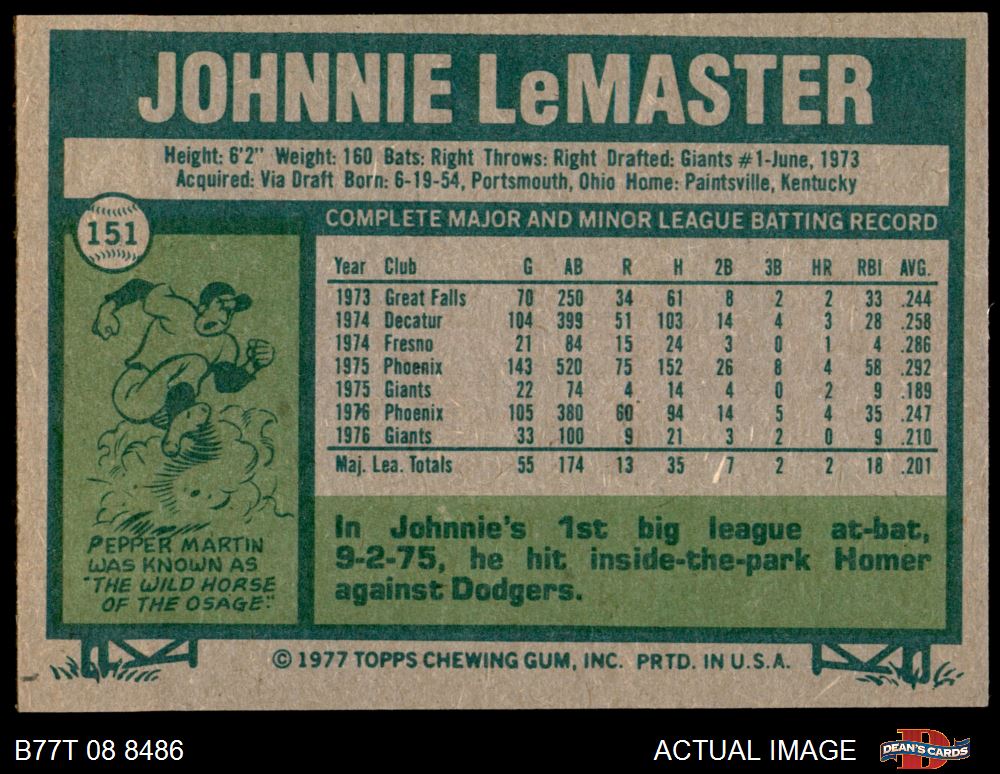 JOHNNIE LeMASTER
Height: 6'2" Weight: 160 Bats: Right Throws: Right Drafted: Giants #1-June, 1973
Acquired: Via Draft Born: 6-19-54, Portsmouth, Ohio Home: Paintsville, Kentucky
151
COMPLETE MAJOR AND MINOR LEAGUE BATTING RECORD
Year Club G AB R H 2B 3B HR RBI AVG.
1973 Great Falls 70 250 34 61 8 2 2 33 .244
1974 Decatur 104 399 51 103 14 4 3 28 .258
1974 Fresno 21 84 15 24 3 0 1 4 .286
1975 Phoenix 143 520 75 152 26 8 4 58 .292
1975 Giants 22 74 4 14 4 0 2 9 .189
1976 Phoenix 105 380 60 94 14 5 4 35 .247
1976 Giants 33 100 9 21 3 2 0 9 .210
Maj. Lea. Totals 55 174 13 35 7 2 2 18 .201
PEPPER MARTIN
WAS KNOWN AS
"THE WILD HORSE
OF THE OSAGE."
In Johnnie's 1st big league at-bat,
9-2-75, he hit inside-the-park Homer
against Dodgers.
© 1977 TOPPS CHEWING GUM, INC. PRTD. IN U.S.A.
B77T 08 8486
ACTUAL IMAGE
DEAN'S CARDS